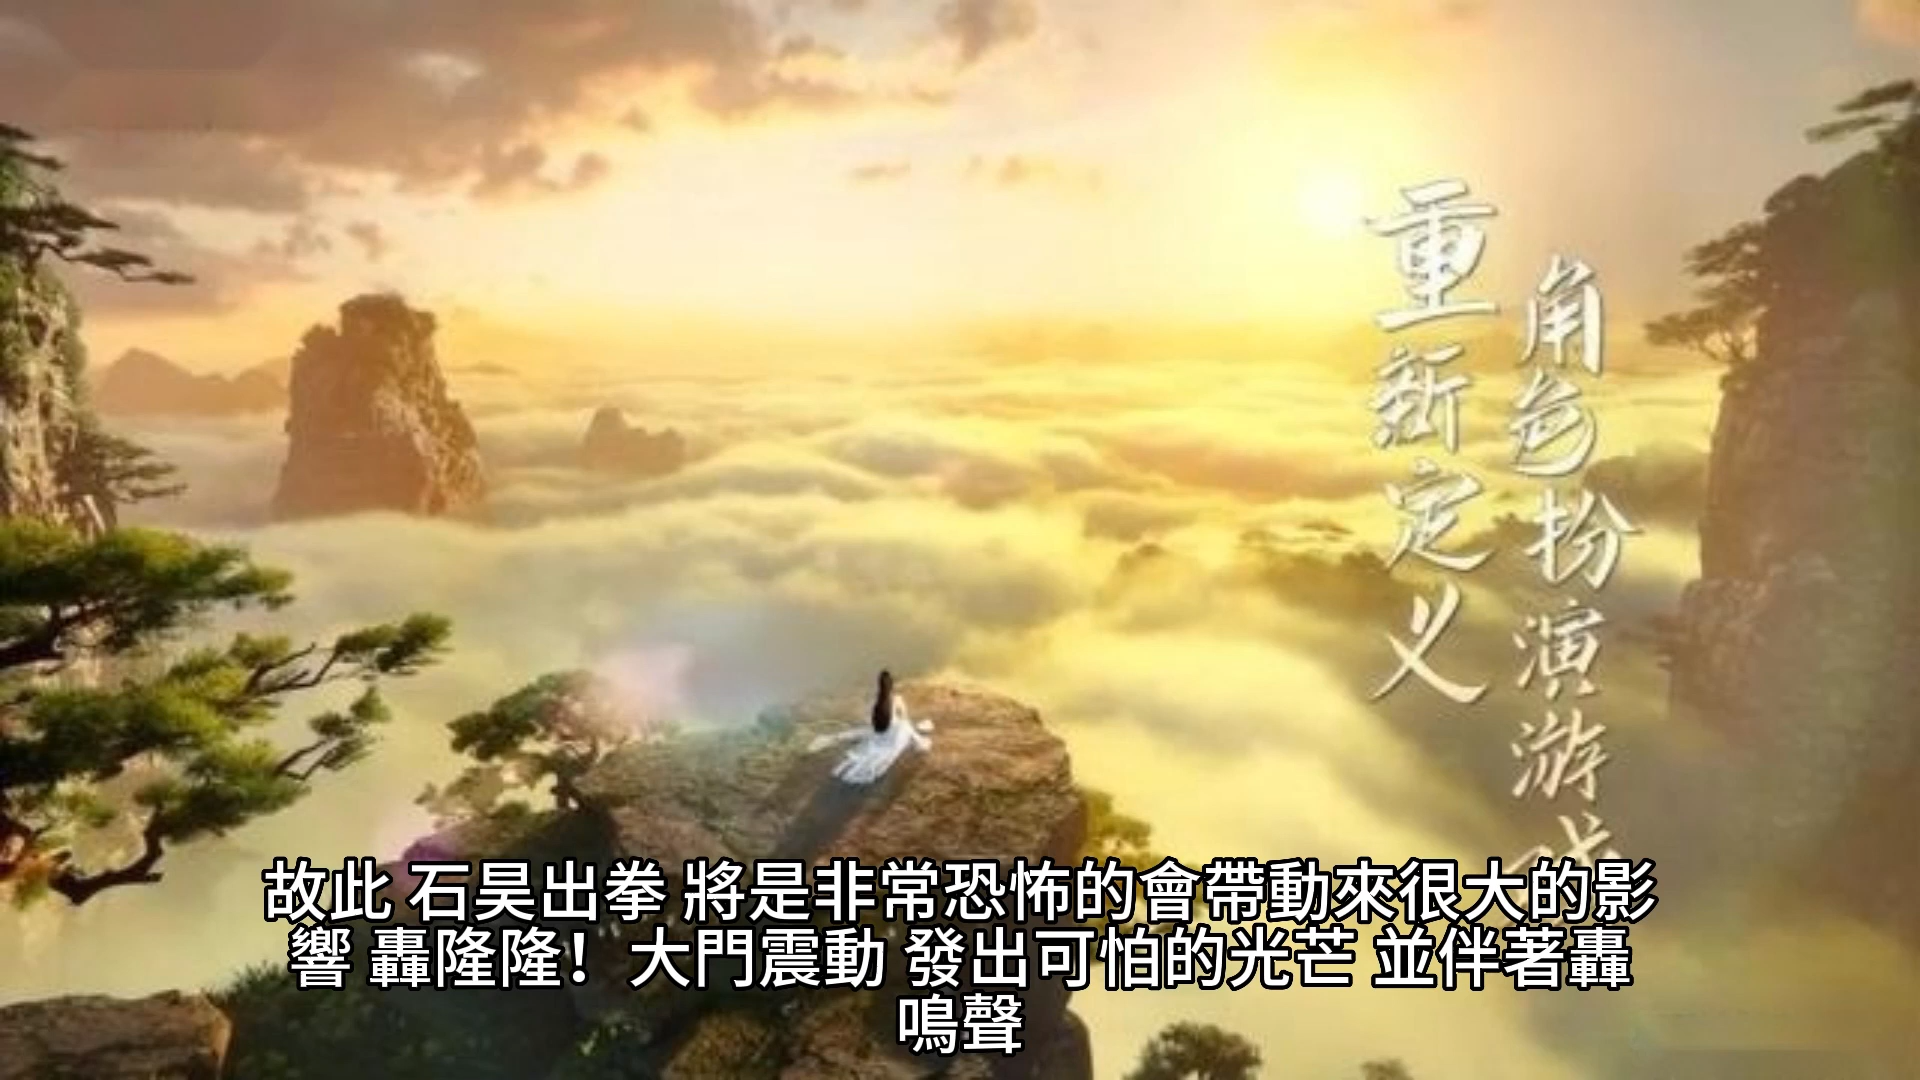 重新定义
角色扮演游戏
故此 石昊出拳 將是非常恐怖的會帶動來很大的影
響 轟隆隆！大門震動 發出可怕的光芒 並伴著轟
鳴聲